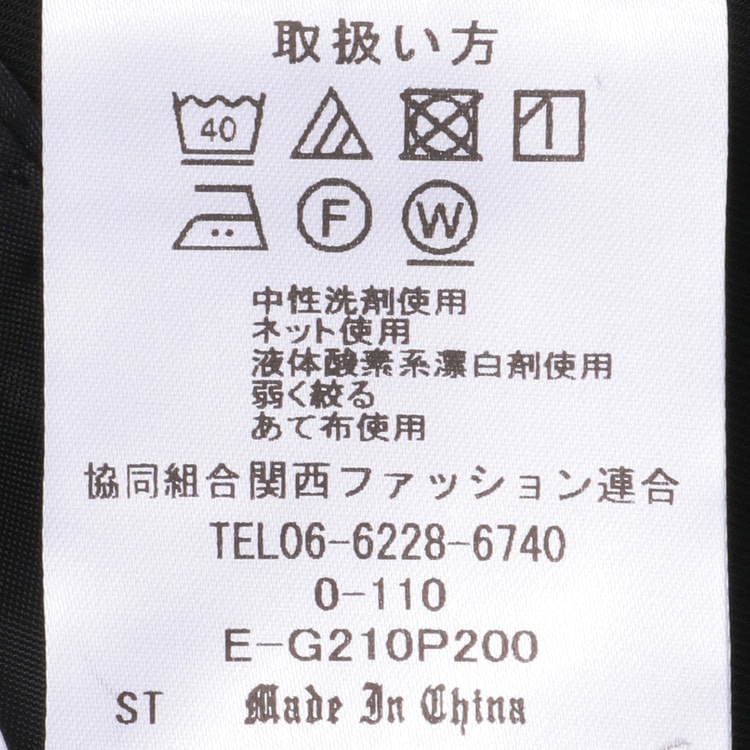 取扱い方
40
F W
中性洗剤使用
ネット使用
液体酸素系漂白剤使用
弱く絞る
あて布使用
協同組合関西ファッション連合
TEL06-6228-6740
0-110
E-G210P200
ST Made In China